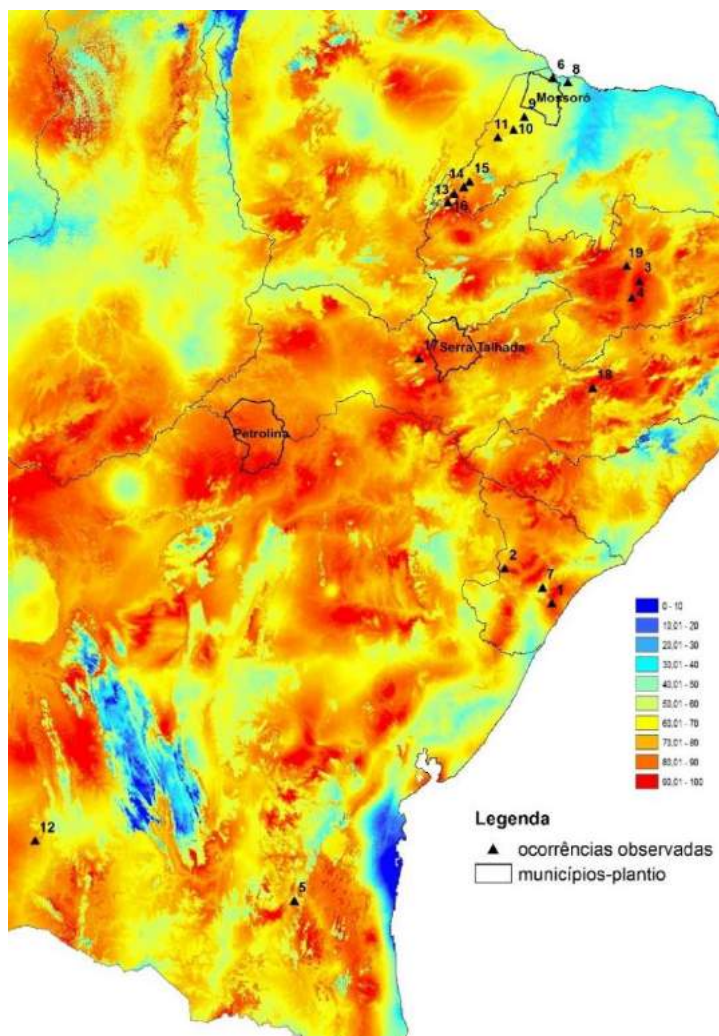 6
8
Mossoró
9
10
11
15
14
13
16
19
3
4
17
Serra Talhada
18
Petrolina
2
7
1
0 - 10
10,01 - 20
20,01 - 30
30,01 - 40
40,01 - 50
50,01 - 60
60,01 - 70
70,01 - 80
80,01 - 90
90,01 - 100
Legenda
ocorrências observadas
municípios-plantio
12
5